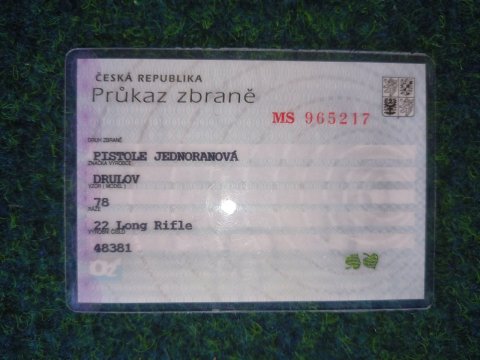 ČESKÁ REPUBLIKA
Průkaz zbraně
MS 965217
DRUH ZBRANĚ
PISTOLE JEDNORANOVÁ
ZNAČKA VÝROBCE
DRULOV
VZOR (MODEL)
78
RÁŽE
22 Long Rifle
VÝROBNÍ ČÍSLO
48381